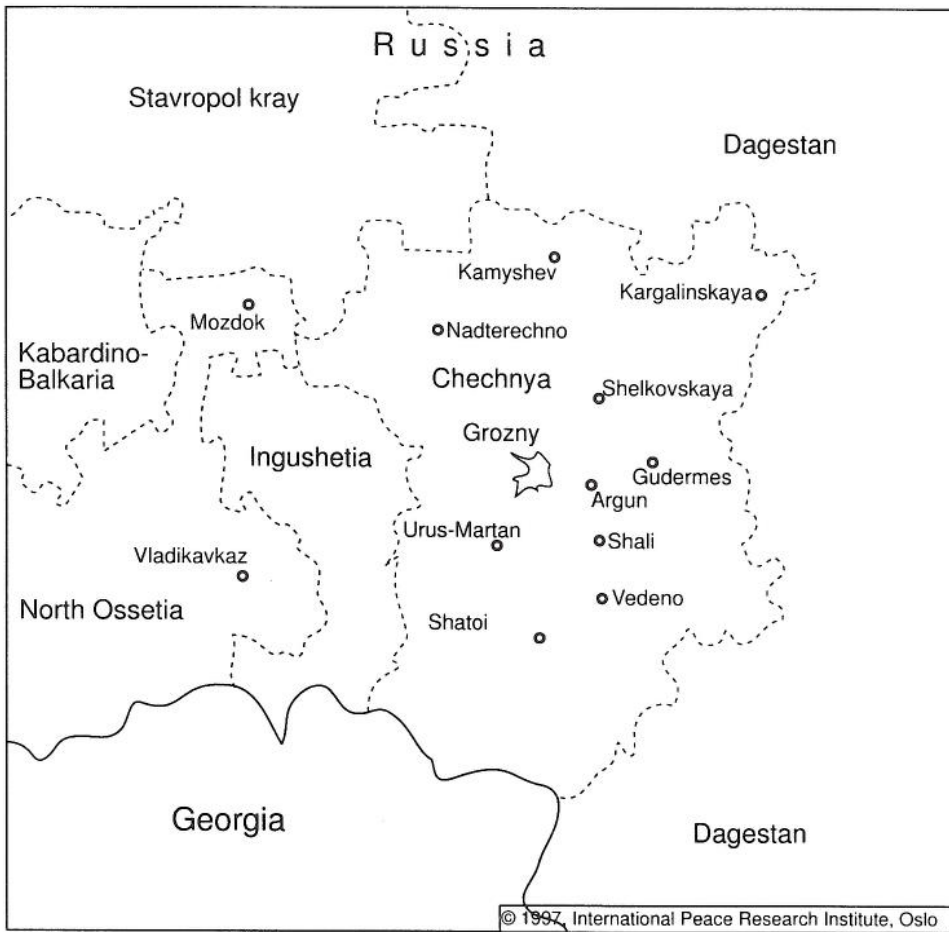 Russia
Stavropol kray
Dagestan
Kamyshev
Kargalinskaya
Mozdok
Nadterechno
Kabardino-
Balkaria
Chechnya
Shelkovskaya
Grozny
Ingushetia
Gudermes
Argun
Urus-Martan
Shali
Vladikavkaz
Vedeno
North Ossetia
Shatoi
Georgia
Dagestan
© 1997, International Peace Research Institute, Oslo